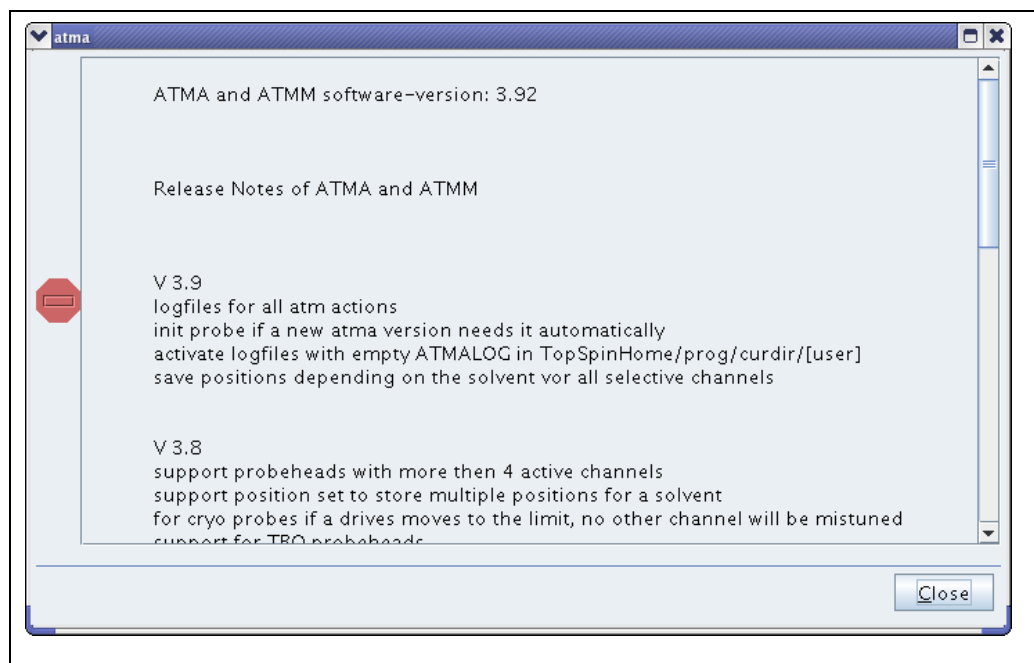 atma
ATMA and ATMM software-version: 3.92
Release Notes of ATMA and ATMM
V 3.9
logfiles for all atm actions
init probe if a new atma version needs it automatically
activate logfiles with empty ATMALOG in TopSpinHome/prog/curdir/[user]
save positions depending on the solvent vor all selective channels
V 3.8
support probeheads with more then 4 active channels
support position set to store multiple positions for a solvent
for cryo probes if a drives moves to the limit, no other channel will be mistuned
support for TBO probeheads
Close